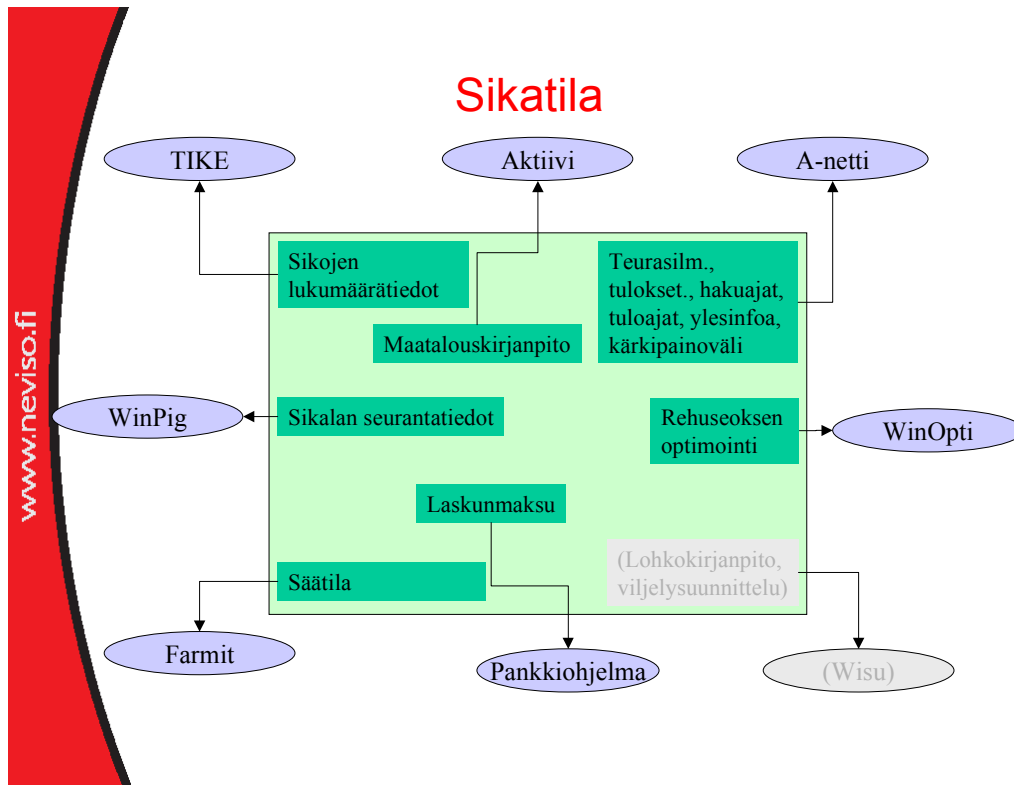 Sikatila
TIKE
Aktiivi
A-netti
Sikojen
lukumäärätiedot
Teurasilm.,
tulokset., hakuajat,
tuloajat, ylesinfoa,
kärkipainoväli
Maatalouskirjanpito
WinPig
Sikalan seurantatiedot
Rehuseoksen
optimointi
WinOpti
Laskunmaksu
(Lohkokirjanpito,
viljelysuunnittelu)
Säätila
Farmit
Pankkiohjelma
(Wisu)
www.neviso.fi